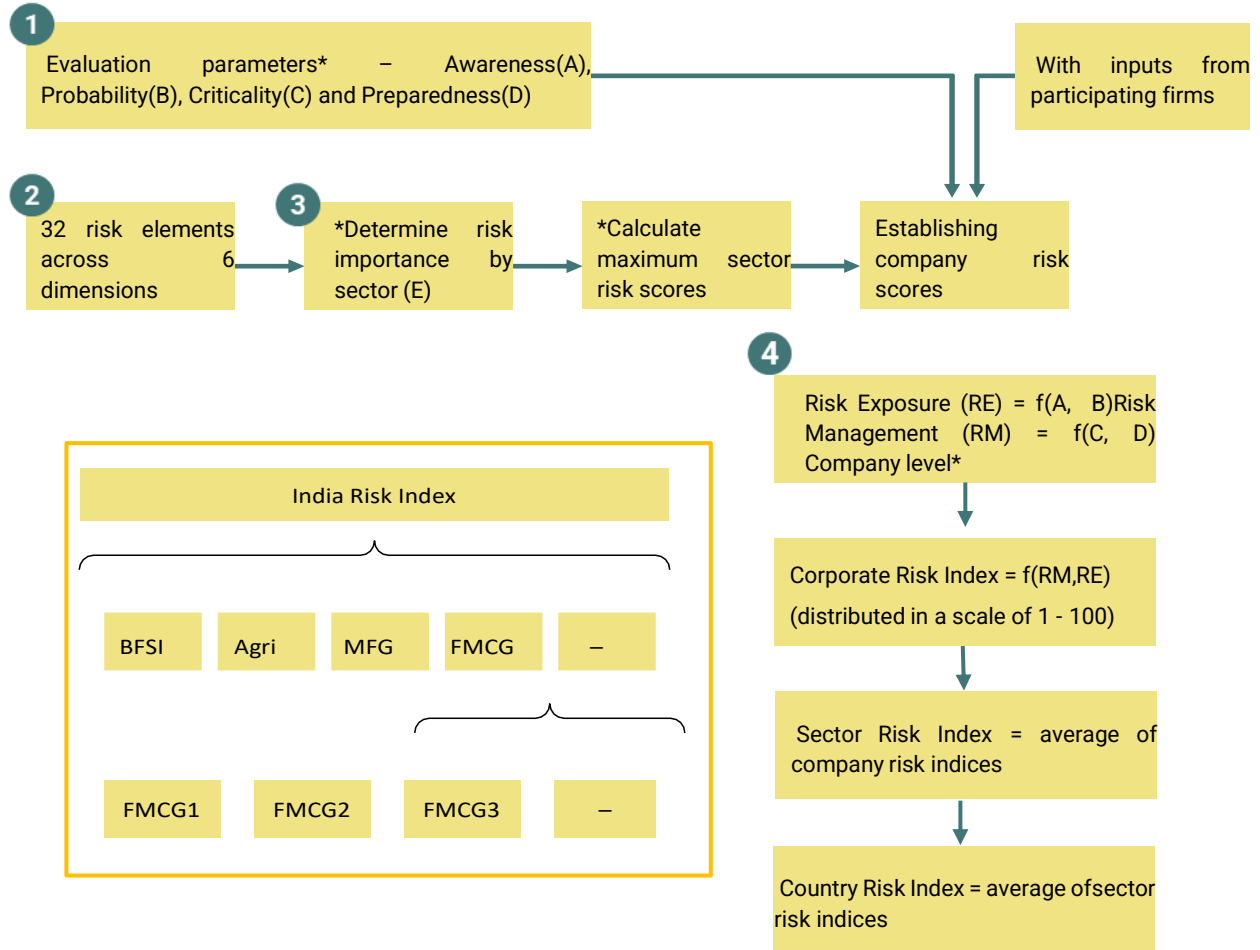 1
Evaluation parameters* – Awareness(A),
Probability(B), Criticality(C) and Preparedness(D)
With inputs from
participating firms
2
32 risk elements
across 6
dimensions
3
*Determine risk
importance by
sector (E)
*Calculate
maximum sector
risk scores
Establishing
company risk
scores
4
Risk Exposure (RE) = f(A, B)Risk
Management (RM) = f(C, D)
Company level*
Corporate Risk Index = f(RM,RE)
(distributed in a scale of 1 - 100)
Sector Risk Index = average of
company risk indices
Country Risk Index = average ofsector
risk indices
India Risk Index
BFSI Agri MFG FMCG –
FMCG1 FMCG2 FMCG3 –